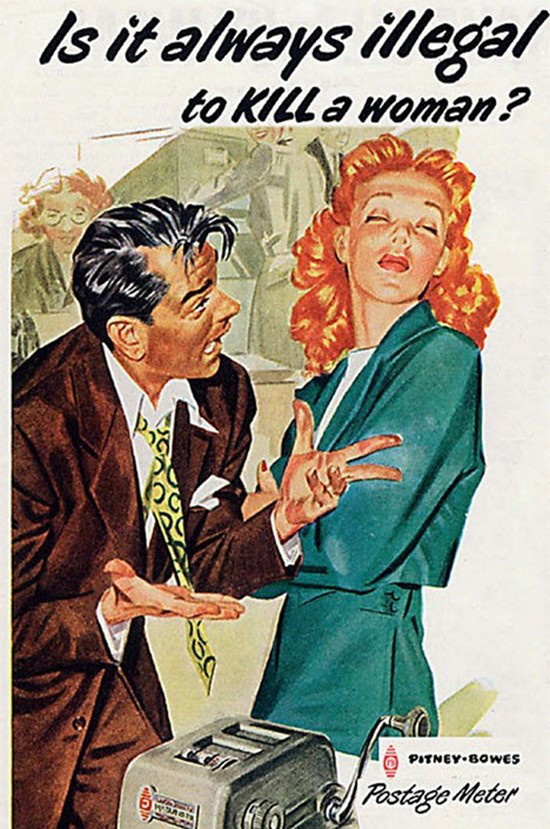 Is it always illegal
to KILL a woman?
PITNEY-BOWES
Postage Meter